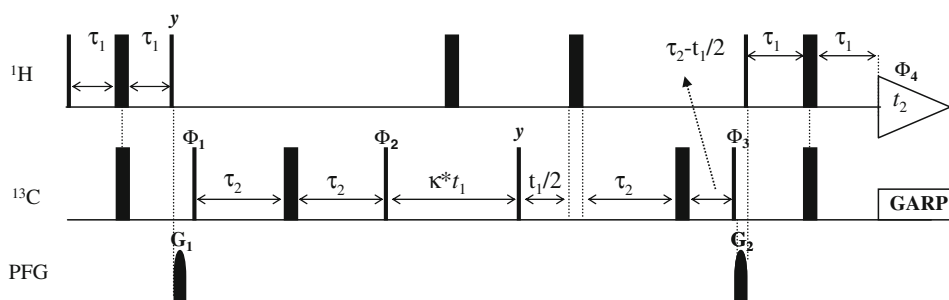 y
τ₁ τ₁ τ₂-t₁/2 τ₁ τ₁
¹H Φ₄
t₂
Φ₁ Φ₂ y Φ₃
τ₂ τ₂ κ*t₁ t₁/2 τ₂
¹³C GARP
G₁ G₂
PFG